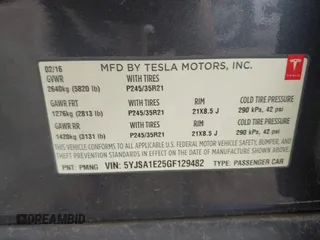 MFD BY TESLA MOTORS, INC.
02/16
GVWR WITH TIRES
2640kg (5820 lb) P245/35R21
GAWR FRT WITH TIRES RIM COLD TIRE PRESSURE
1276kg (2813 lb) P245/35R21 21X8.5 J 290 kPa, 42 psi
GAWR RR WITH TIRES RIM COLD TIRE PRESSURE
1420kg (3131 lb) P245/35R21 21X8.5 J 290 kPa, 42 psi
THIS VEHICLE CONFORMS TO ALL APPLICABLE
U.S. FEDERAL MOTOR VEHICLE SAFETY, BUMPER, AND
THEFT PREVENTION STANDARDS IN EFFECT ON THE
DATE OF MANUFACTURE SHOWN ABOVE.
PNT: PMNG VIN: 5YJSA1E25GF129482 TYPE: PASSENGER CAR
TESLA